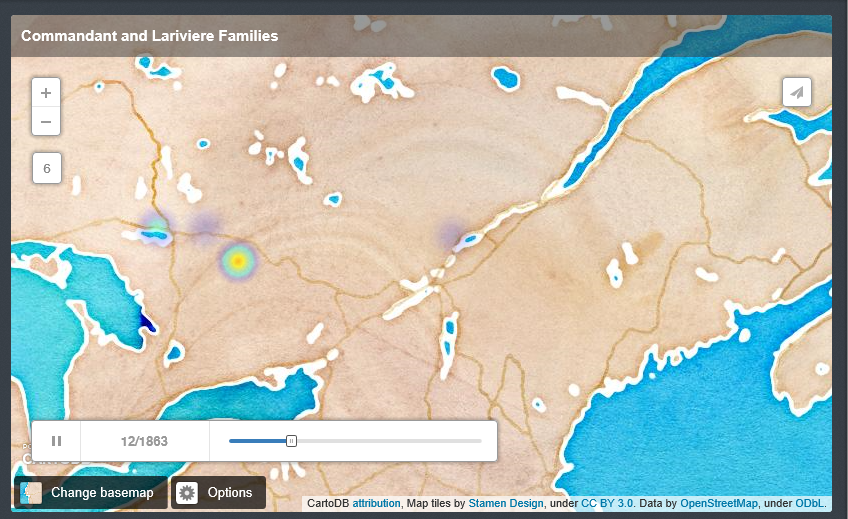 Commandant and Lariviere Families
+
−
6
12/1863
Change basemap
Options
CartoDB attribution, Map tiles by Stamen Design, under CC BY 3.0. Data by OpenStreetMap, under ODbL.